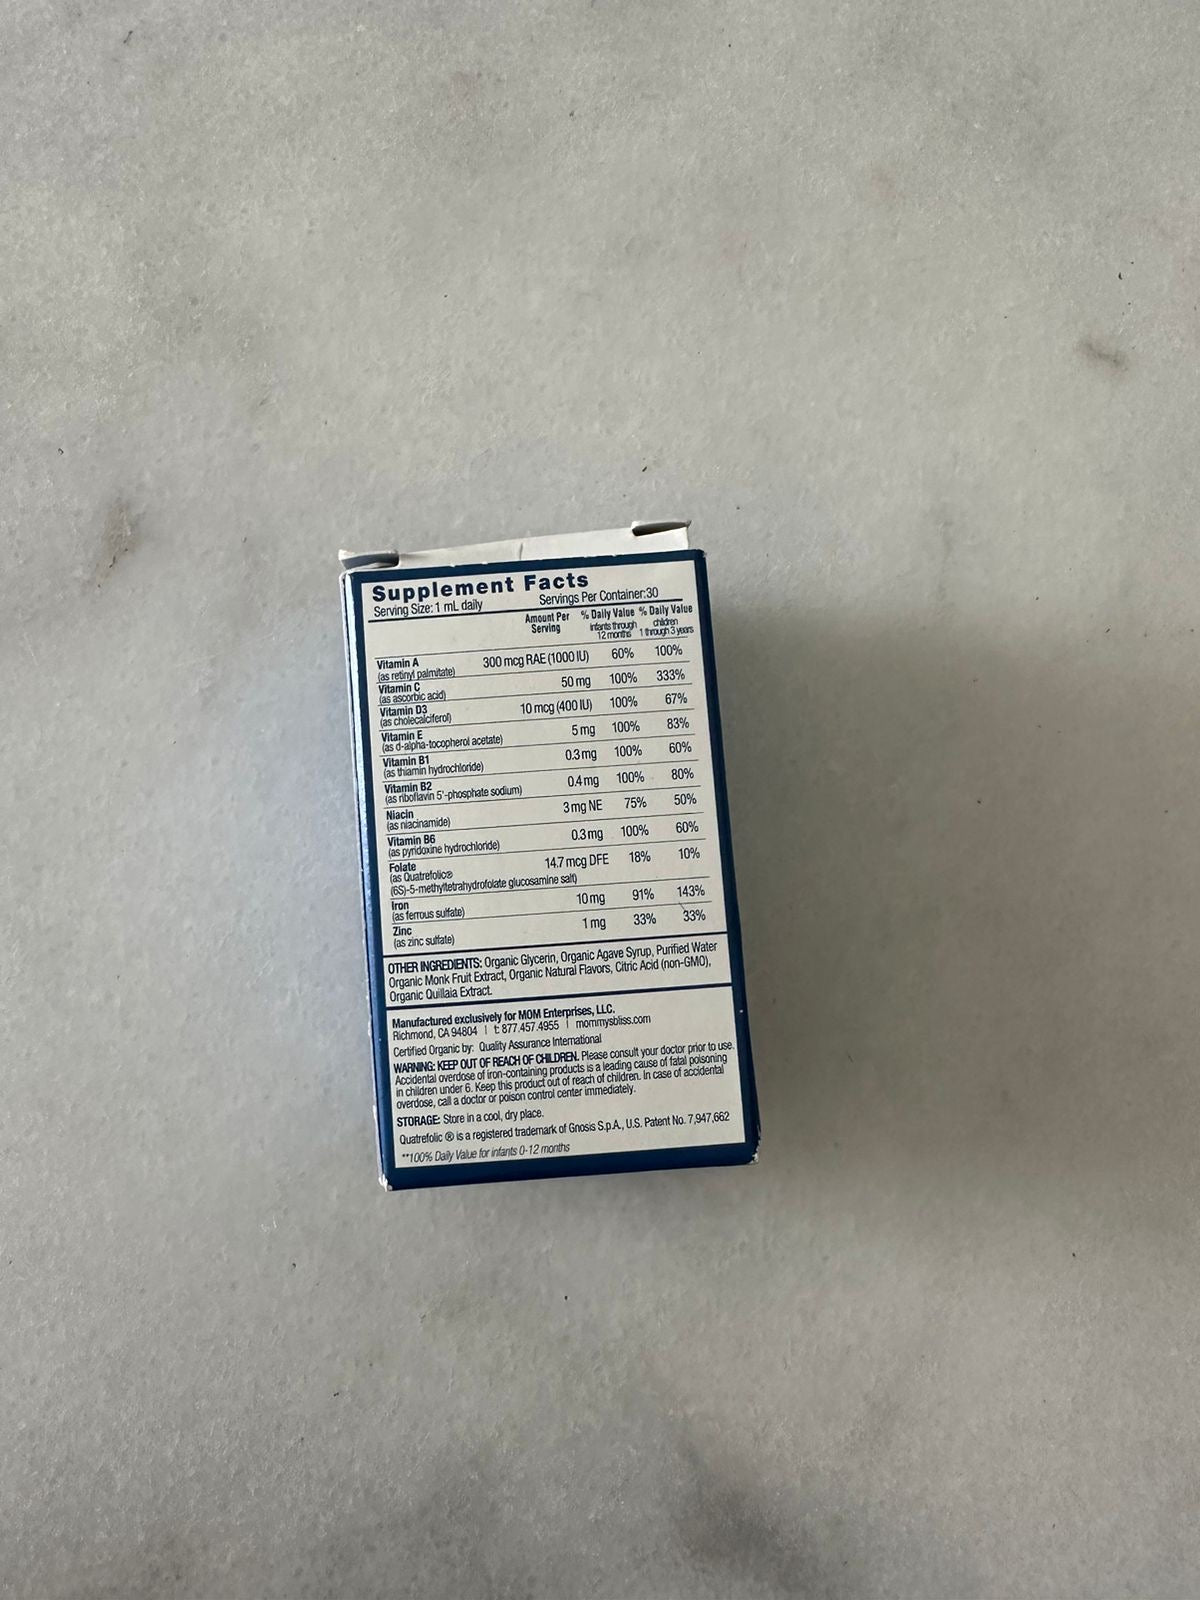 Supplement Facts
Serving Size: 1 mL daily Servings Per Container:30
Amount Per Serving % Daily Value infants through 12 months % Daily Value children 1 through 3 years
Vitamin A 300 mcg RAE (1000 IU) 60% 100%
(as retinyl palmitate)
Vitamin C 50 mg 100% 333%
(as ascorbic acid)
Vitamin D3 10 mcg (400 IU) 100% 67%
(as cholecalciferol)
Vitamin E 5 mg 100% 83%
(as d-alpha-tocopherol acetate)
Vitamin B1 0.3 mg 100% 60%
(as thiamin hydrochloride)
Vitamin B2 0.4 mg 100% 80%
(as riboflavin 5'-phosphate sodium)
Niacin 3 mg NE 75% 50%
(as niacinamide)
Vitamin B6 0.3 mg 100% 60%
(as pyridoxine hydrochloride)
Folate 14.7 mcg DFE 18% 10%
(as Quatrefolic®
(6S)-5-methyltetrahydrofolate glucosamine salt)
Iron 10 mg 91% 143%
(as ferrous sulfate)
Zinc 1 mg 33% 33%
(as zinc sulfate)
OTHER INGREDIENTS: Organic Glycerin, Organic Agave Syrup, Purified Water
Organic Monk Fruit Extract, Organic Natural Flavors, Citric Acid (non-GMO),
Organic Quillaia Extract.
Manufactured exclusively for MOM Enterprises, LLC.
Richmond, CA 94804 | t: 877.457.4955 | mommysbliss.com
Certified Organic by: Quality Assurance International
WARNING: KEEP OUT OF REACH OF CHILDREN. Please consult your doctor prior to use.
Accidental overdose of iron-containing products is a leading cause of fatal poisoning
in children under 6. Keep this product out of reach of children. In case of accidental
overdose, call a doctor or poison control center immediately.
STORAGE: Store in a cool, dry place.
Quatrefolic ® is a registered trademark of Gnosis S.p.A., U.S. Patent No. 7,947,662
**100% Daily Value for infants 0-12 months